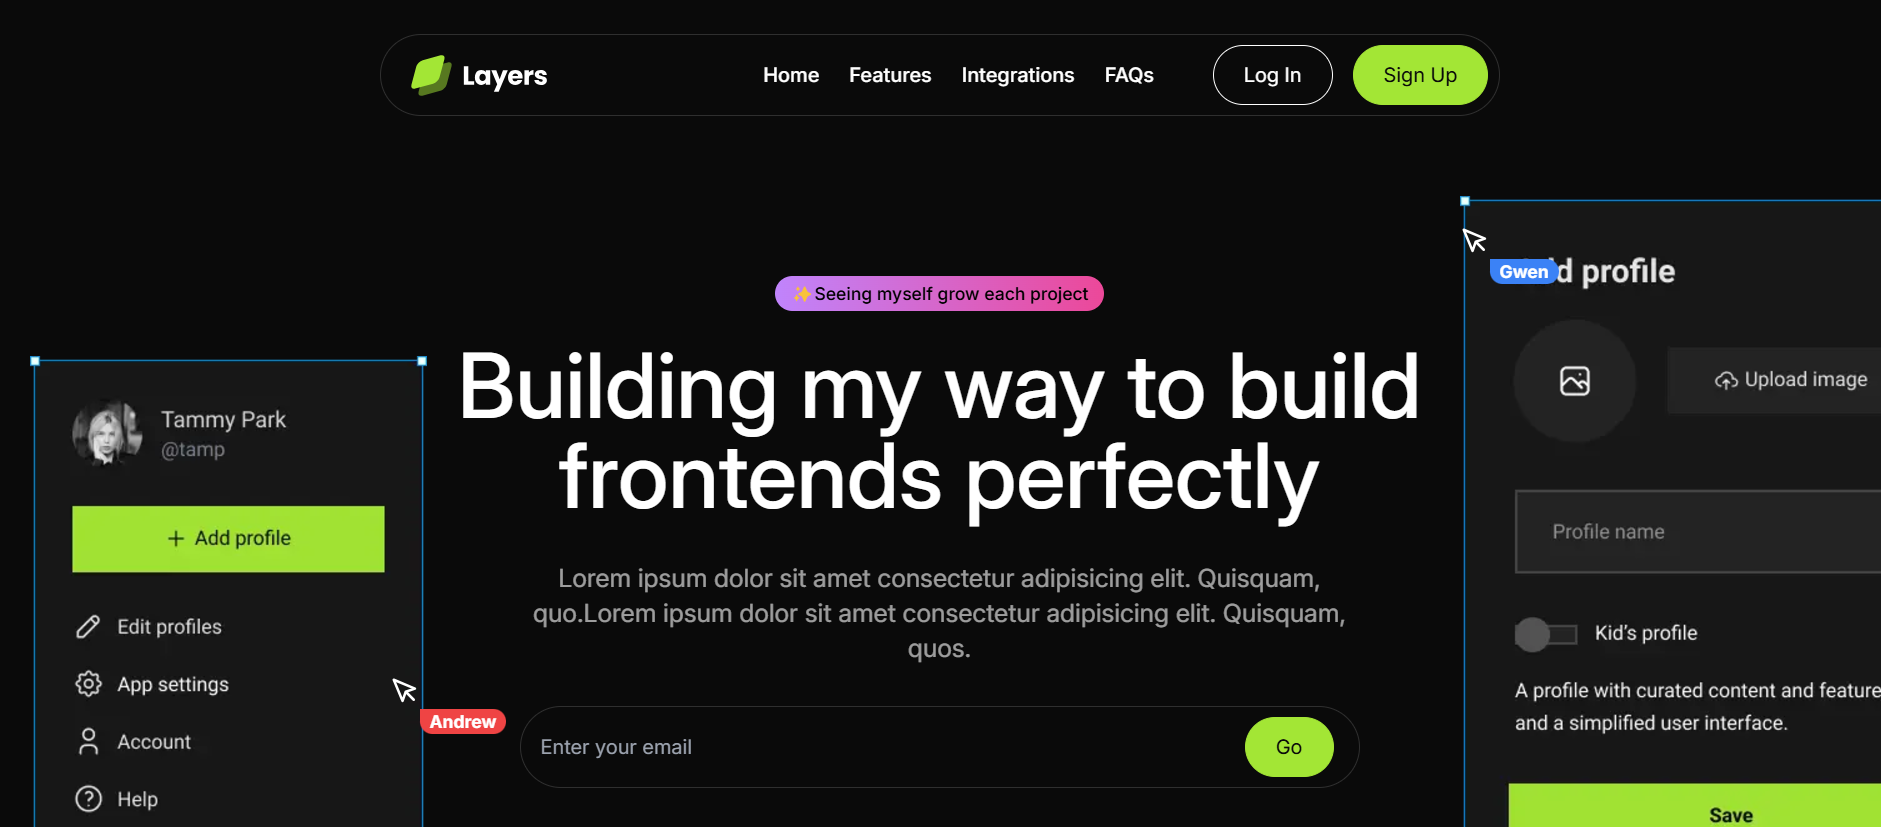 Layers
Home
Features
Integrations
FAQs
Log In
Sign Up
✨Seeing myself grow each project
Building my way to build
frontends perfectly
Lorem ipsum dolor sit amet consectetur adipisicing elit. Quisquam,
quo.Lorem ipsum dolor sit amet consectetur adipisicing elit. Quisquam,
quos.
Enter your email
Go
Tammy Park
@tamp
+ Add profile
Edit profiles
App settings
Account
Help
Andrew
Gwen
profile
Upload image
Profile name
Kid’s profile
A profile with curated content and feature
and a simplified user interface.
Save